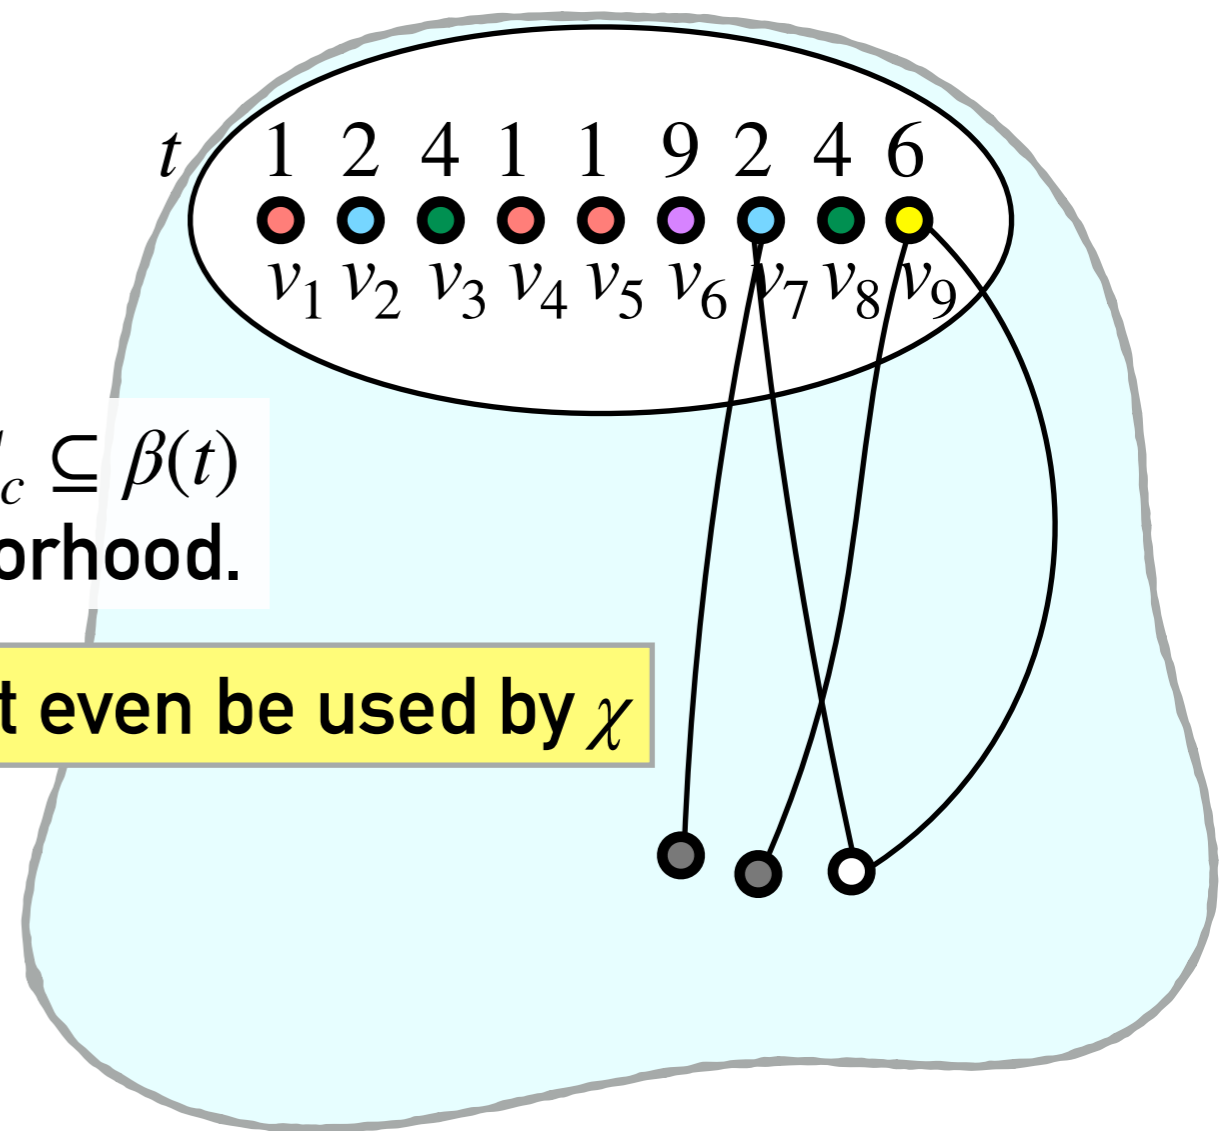 t 1 2 4 1 1 9 2 4 6
v₁ v₂ v₃ v₄ v₅ v₆ v₇ v₈ v₉
c ⊆ β(t)
orhood.
t even be used by χ